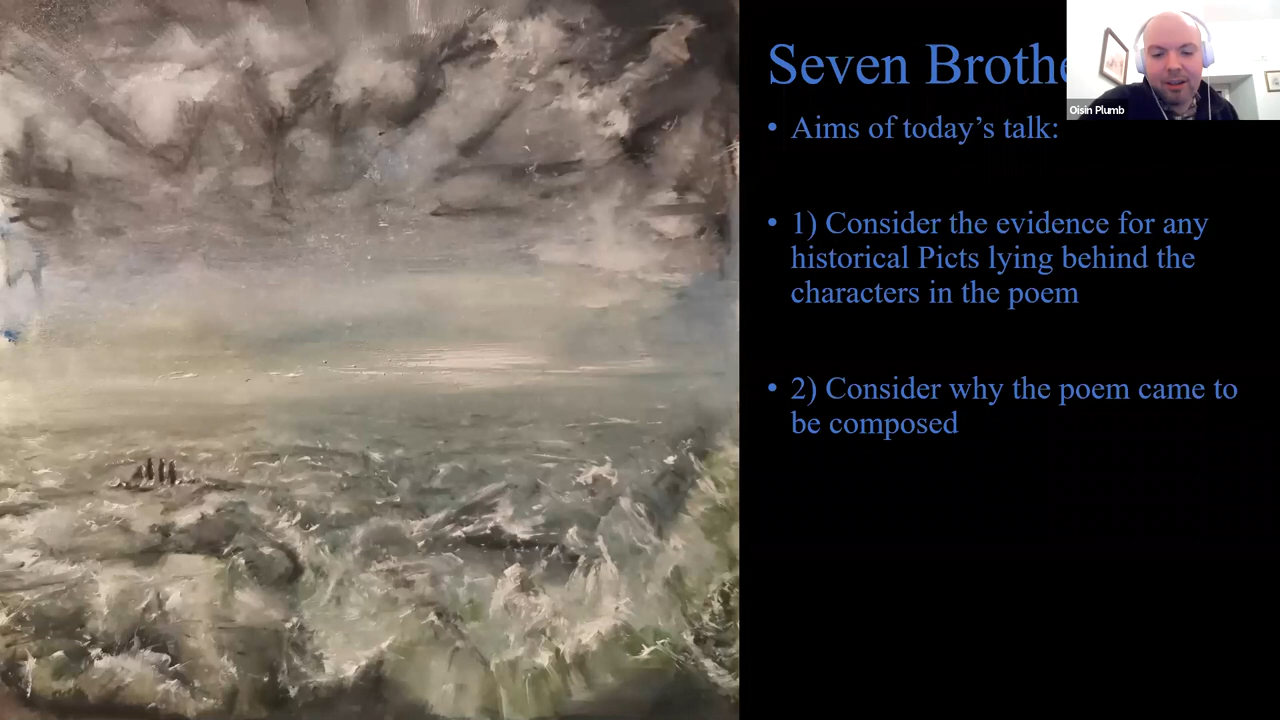 Seven Brothe
• Aims of today's talk:
• 1) Consider the evidence for any
historical Picts lying behind the
characters in the poem
• 2) Consider why the poem came to
be composed
Oisín Plumb